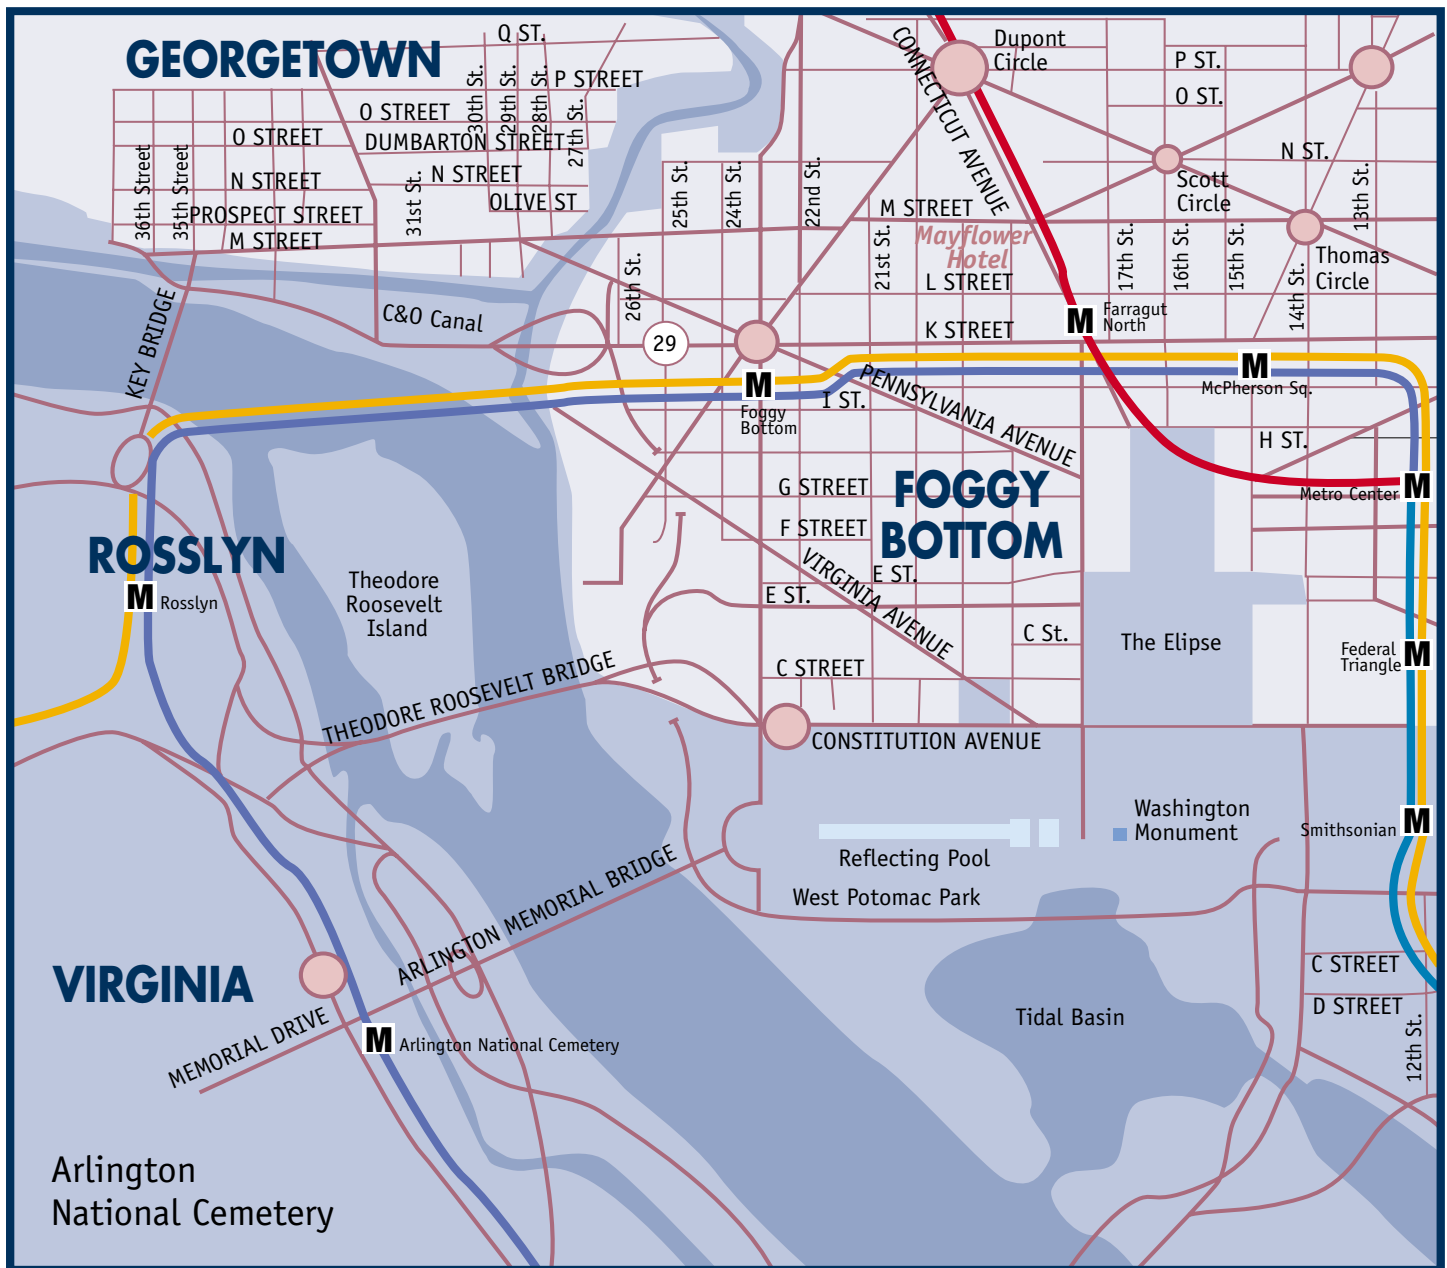 GEORGETOWN
Q ST.
30th St.
29th St.
28th St.
27th St.
P STREET
O STREET
O STREET
DUMBARTON STREET
N STREET
N STREET
OLIVE ST
36th Street
35th Street
31st St.
PROSPECT STREET
M STREET
KEY BRIDGE
C&O Canal
26th St.
25th St.
24th St.
22nd St.
CONNECTICUT AVENUE
Dupont
Circle
P ST.
O ST.
N ST.
Scott
Circle
13th St.
M STREET
Mayflower
Hotel
21st St.
L STREET
17th St.
16th St.
15th St.
14th St.
Thomas
Circle
29
K STREET
M
Farragut
North
M
McPherson Sq.
M
Foggy
Bottom
I ST.
PENNSYLVANIA AVENUE
H ST.
G STREET
FOGGY
BOTTOM
F STREET
M
Metro Center
ROSSLYN
M
Rosslyn
Theodore
Roosevelt
Island
VIRGINIA AVENUE
E ST.
E ST.
C St.
The Elipse
Federal
Triangle
M
C STREET
THEODORE ROOSEVELT BRIDGE
CONSTITUTION AVENUE
Washington
Monument
Smithsonian
M
Reflecting Pool
West Potomac Park
ARLINGTON MEMORIAL BRIDGE
VIRGINIA
MEMORIAL DRIVE
M
Arlington National Cemetery
Tidal Basin
C STREET
D STREET
12th St.
Arlington
National Cemetery